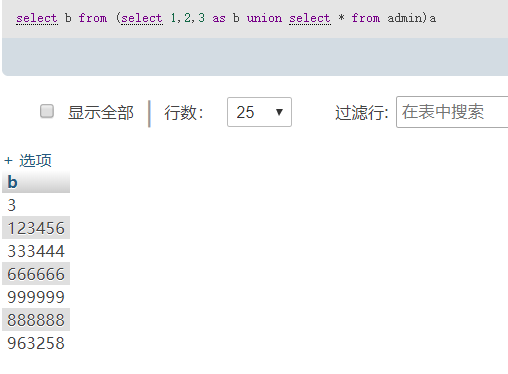 select b from (select 1,2,3 as b union select * from admin)a
显示全部 | 行数： 25 ▼ 过滤行: 在表中搜索
+ 选项
b
3
123456
333444
666666
999999
888888
963258